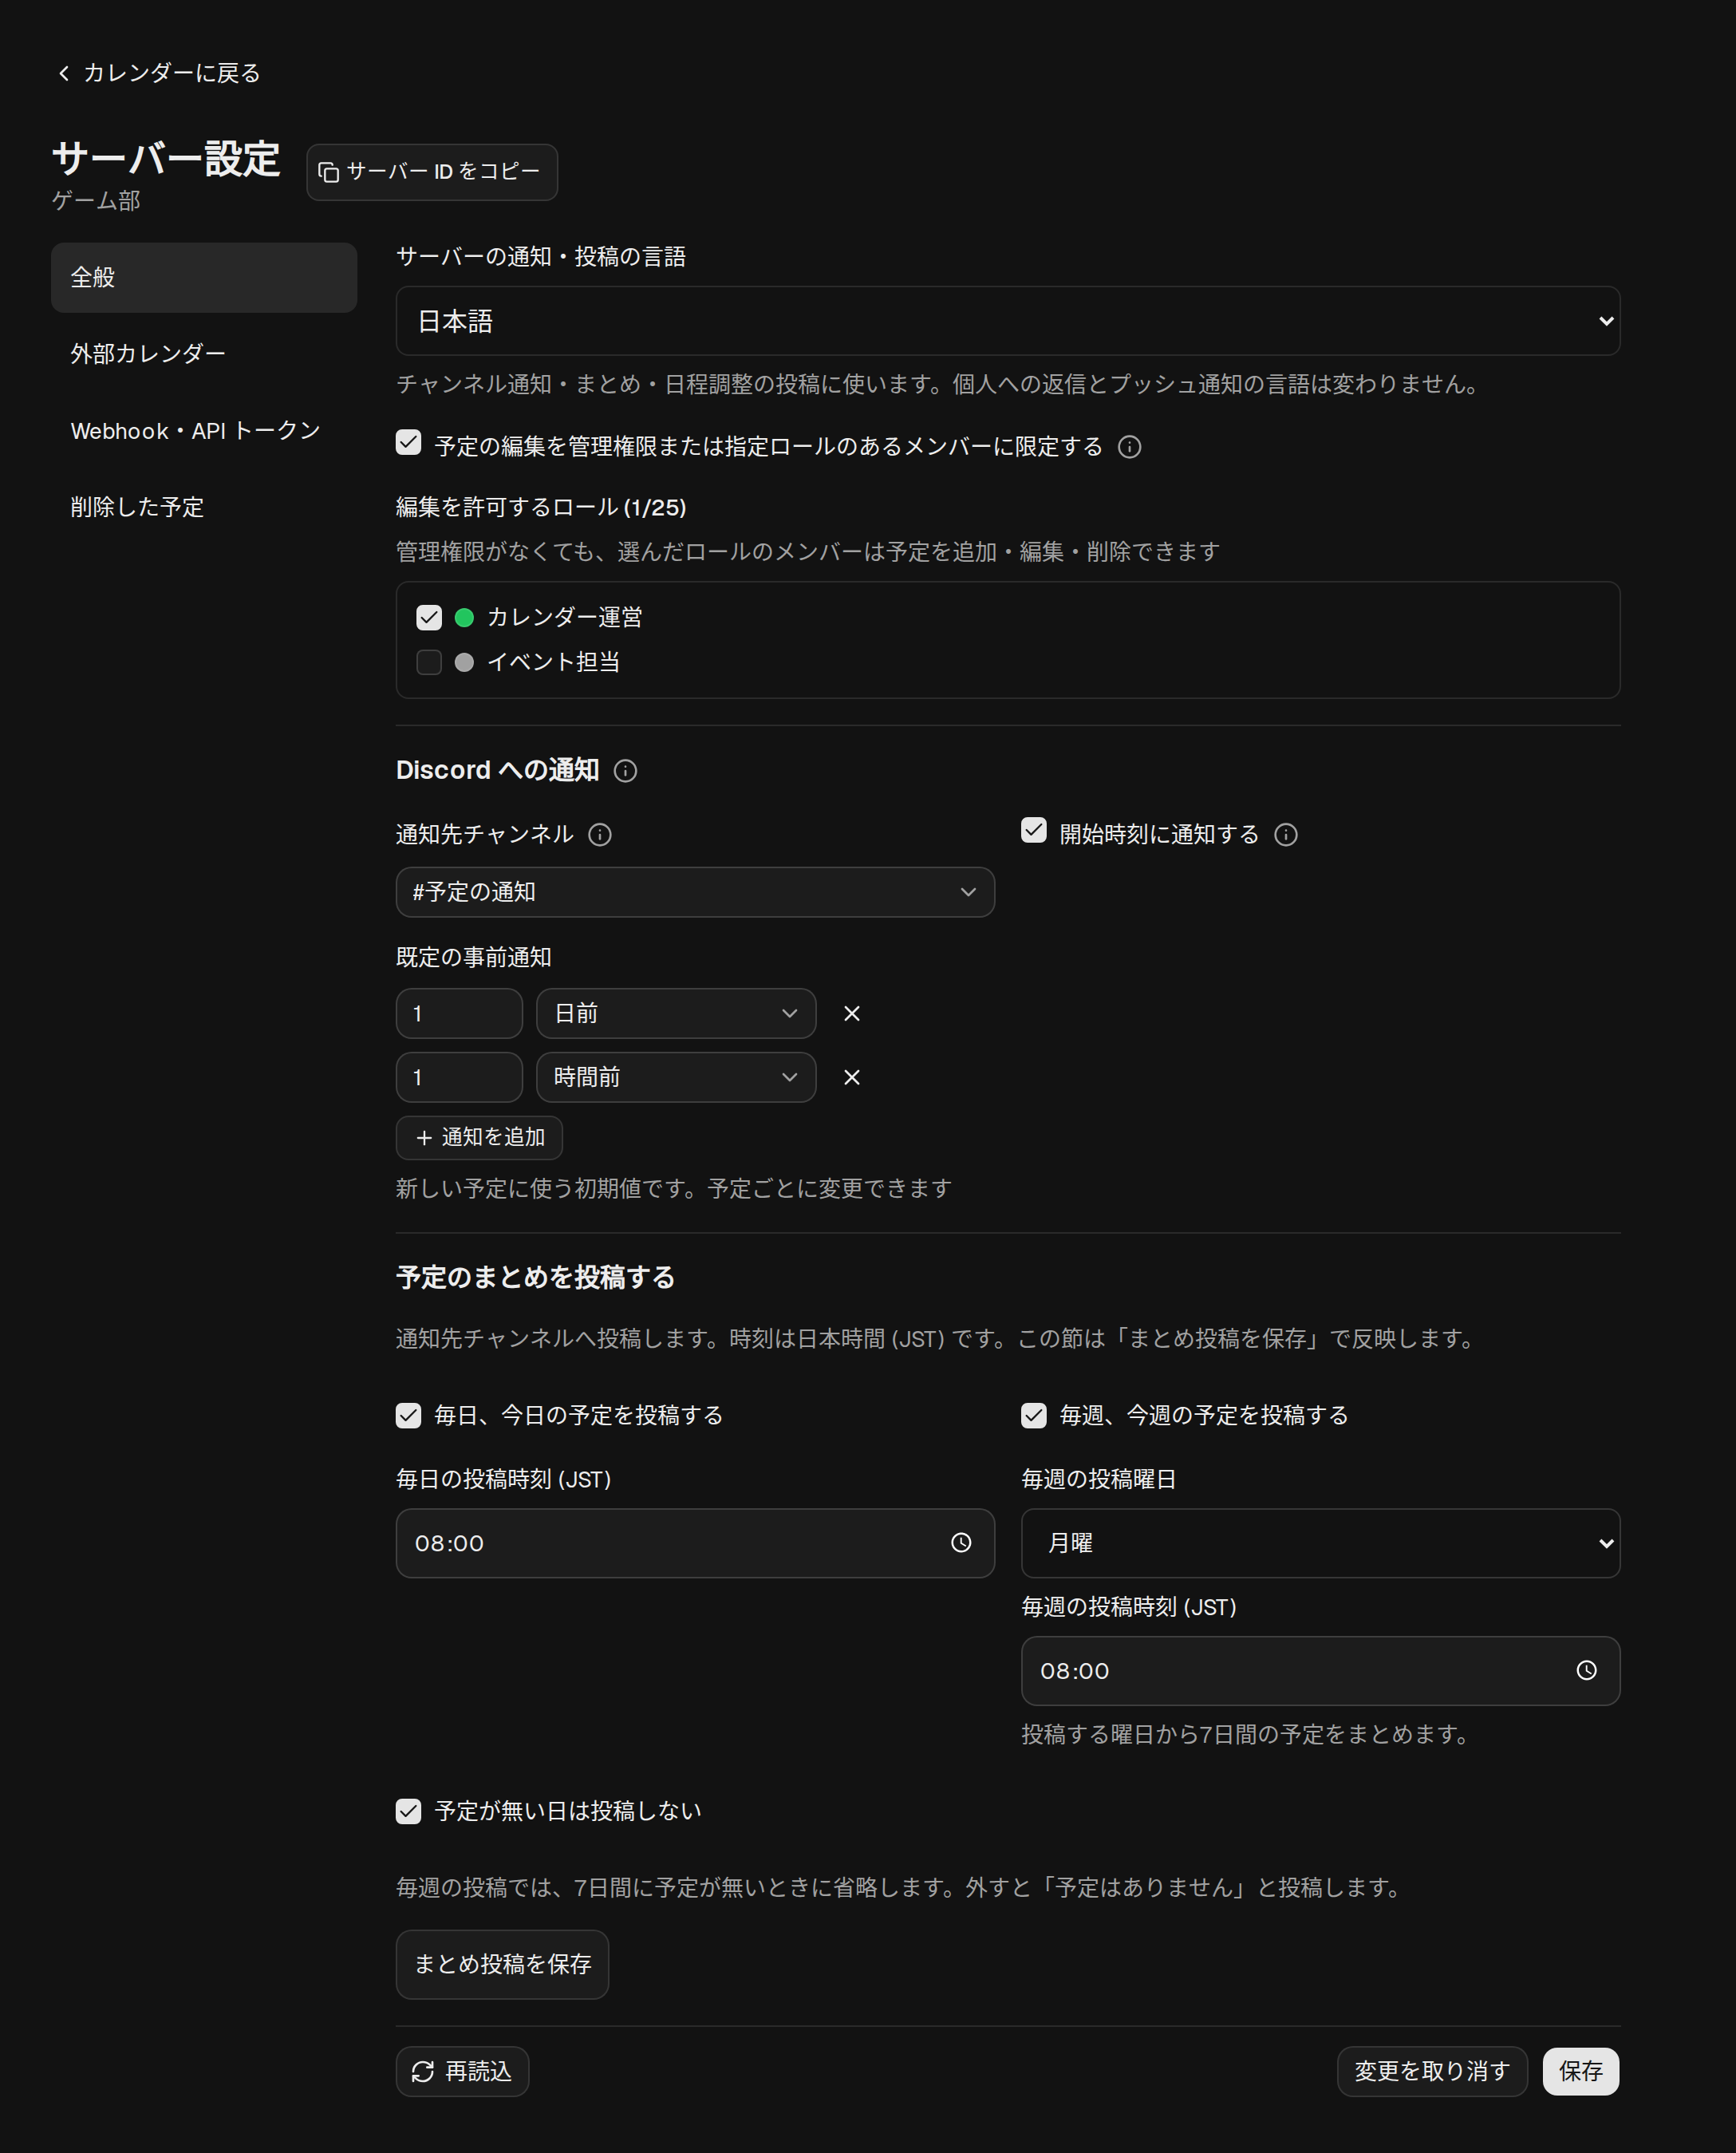 カレンダーに戻る
サーバー設定
サーバー ID をコピー
ゲーム部
全般
外部カレンダー
Webhook・API トークン
削除した予定
サーバーの通知・投稿の言語
日本語
チャンネル通知・まとめ・日程調整の投稿に使います。個人への返信とプッシュ通知の言語は変わりません。
予定の編集を管理権限または指定ロールのあるメンバーに限定する
編集を許可するロール (1/25)
管理権限がなくても、選んだロールのメンバーは予定を追加・編集・削除できます
カレンダー運営
イベント担当
Discord への通知
通知先チャンネル
開始時刻に通知する
#予定の通知
既定の事前通知
1 日前
1 時間前
通知を追加
新しい予定に使う初期値です。予定ごとに変更できます
予定のまとめを投稿する
通知先チャンネルへ投稿します。時刻は日本時間 (JST) です。この節は「まとめ投稿を保存」で反映します。
毎日、今日の予定を投稿する
毎日の投稿時刻 (JST)
08:00
毎週、今週の予定を投稿する
毎週の投稿曜日
月曜
毎週の投稿時刻 (JST)
08:00
投稿する曜日から7日間の予定をまとめます。
予定が無い日は投稿しない
毎週の投稿では、7日間に予定が無いときに省略します。外すと「予定はありません」と投稿します。
まとめ投稿を保存
再読込
変更を取り消す
保存